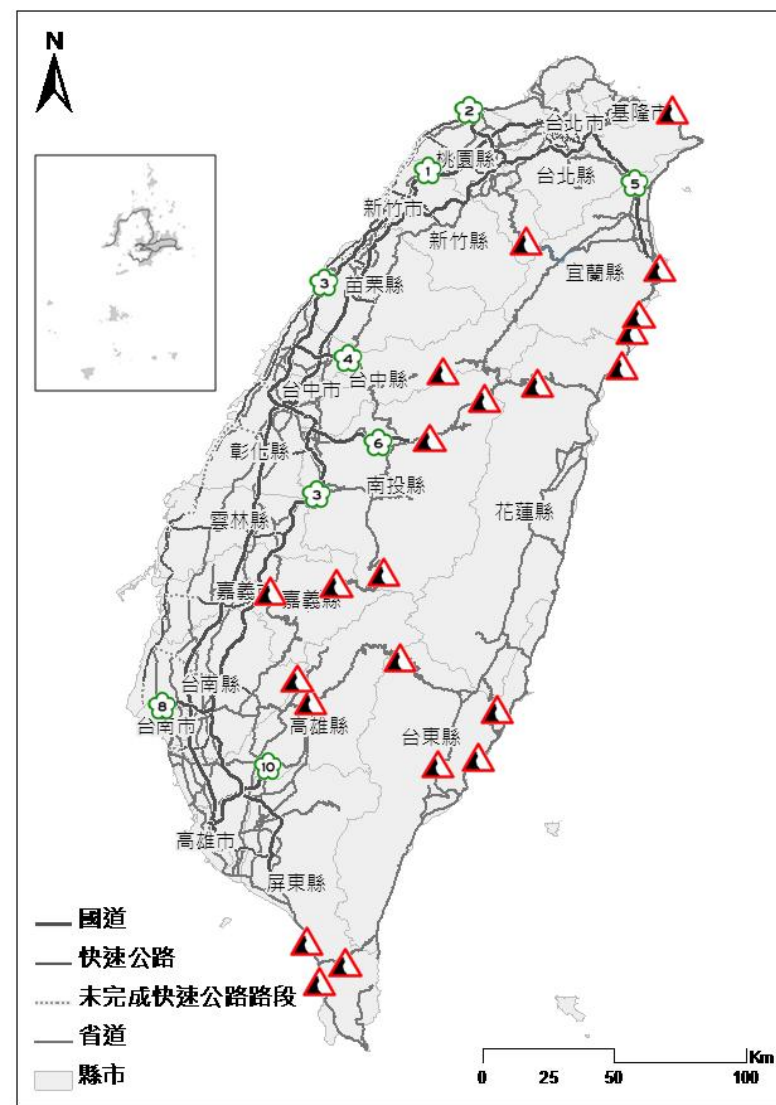 N
基隆市
2
台北市
桃園縣
1
台北縣
5
新竹市
新竹縣
宜蘭縣
3
苗栗縣
4
台中縣
台中市
6
彰化縣
南投縣
3
花蓮縣
雲林縣
嘉義
嘉義縣
台南縣
8
台南市
高雄縣
台東縣
10
高雄市
屏東縣
國道
快速公路
未完成快速公路路段
省道
縣市
Km
0 25 50 100